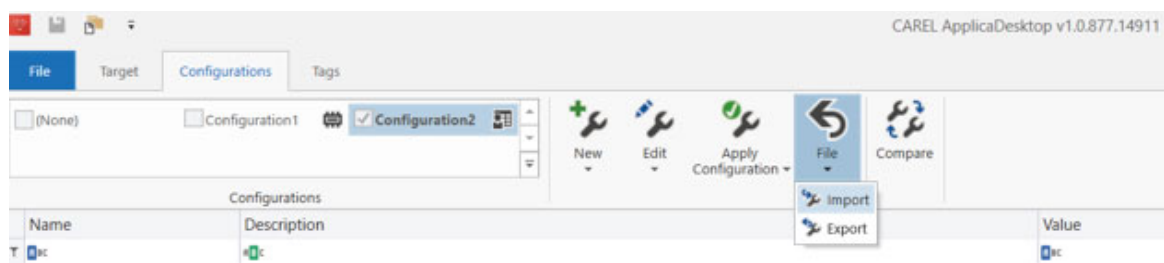 CAREL ApplicaDesktop v1.0.877.14911
File Target Configurations Tags
(None) Configuration1 Configuration2
New Edit Apply Configuration File Compare
Configurations
Import
Export
Name Description Value